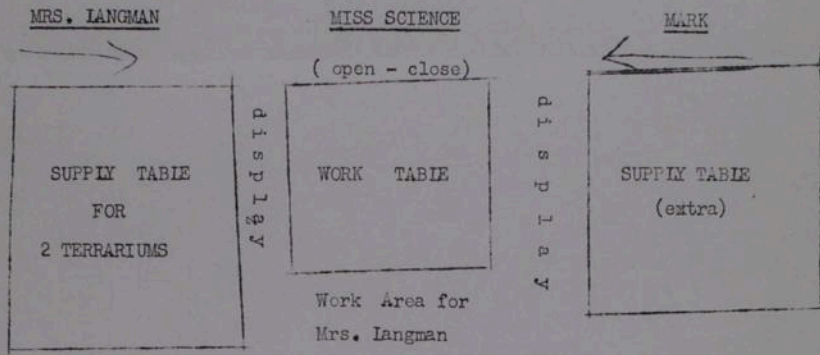 MRS. LANGMAN
MISS SCIENCE
MARK
( open - close)
SUPPLY TABLE
FOR
2 TERRARIUMS
display
WORK TABLE
display
SUPPLY TABLE
(extra)
Work Area for
Mrs. Langman